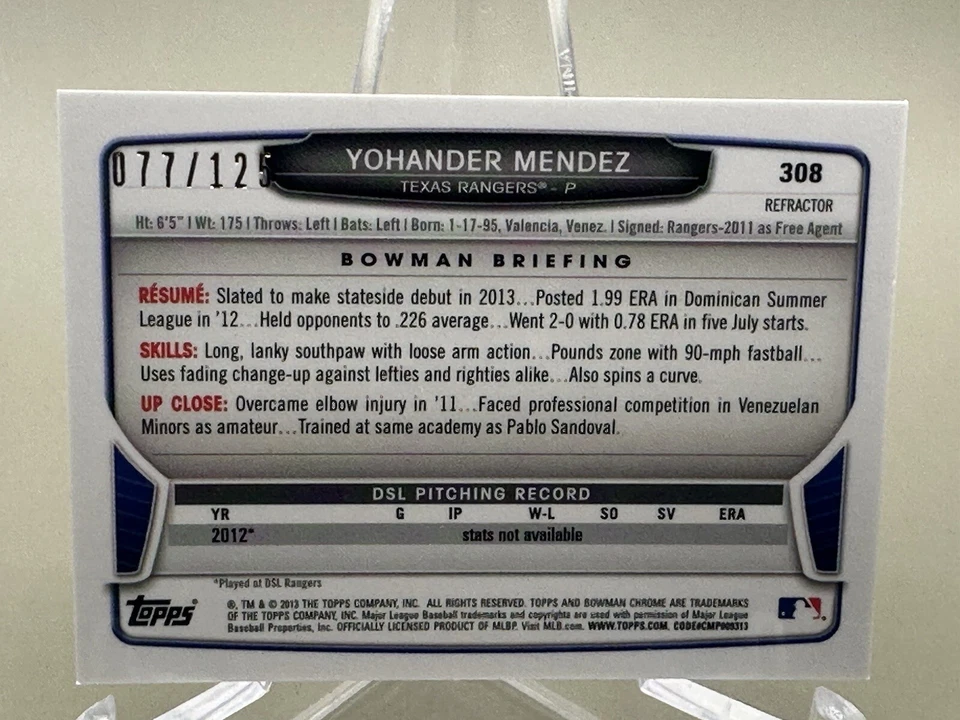 077/125
YOHANDER MENDEZ
TEXAS RANGERS® - P
308
REFRACTOR
Ht: 6'5" | Wt: 175 | Throws: Left | Bats: Left | Born: 1-17-95, Valencia, Venez. | Signed: Rangers-2011 as Free Agent
BOWMAN BRIEFING
RÉSUMÉ: Slated to make stateside debut in 2013...Posted 1.99 ERA in Dominican Summer
League in '12...Held opponents to .226 average...Went 2-0 with 0.78 ERA in five July starts.
SKILLS: Long, lanky southpaw with loose arm action...Pounds zone with 90-mph fastball...
Uses fading change-up against lefties and righties alike...Also spins a curve.
UP CLOSE: Overcame elbow injury in '11...Faced professional competition in Venezuelan
Minors as amateur...Trained at same academy as Pablo Sandoval.
DSL PITCHING RECORD
YR G IP W-L SO SV ERA
2012* stats not available
*Played at DSL Rangers
topps®
®, TM & © 2013 THE TOPPS COMPANY, INC. ALL RIGHTS RESERVED. TOPPS AND BOWMAN CHROME ARE TRADEMARKS
OF THE TOPPS COMPANY, INC. Major League Baseball trademarks and copyrights are used with permission of Major League
Baseball Properties, Inc. OFFICIALLY LICENSED PRODUCT OF MLBP. Visit MLB.com. WWW.TOPPS.COM. CODE#CMP009313